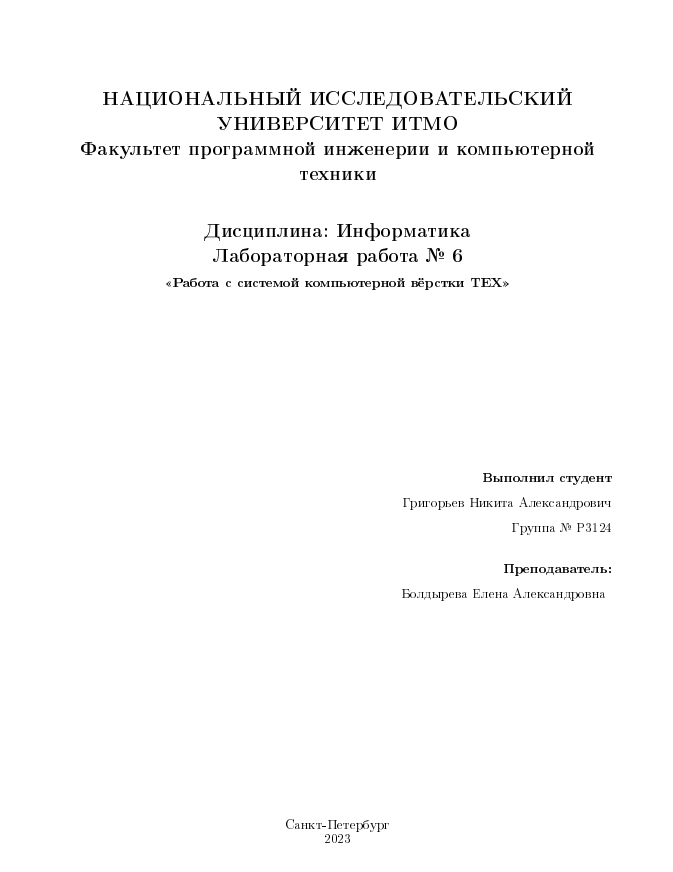 НАЦИОНАЛЬНЫЙ ИССЛЕДОВАТЕЛЬСКИЙ
УНИВЕРСИТЕТ ИТМО
Факультет программной инженерии и компьютерной
техники
Дисциплина: Информатика
Лабораторная работа № 6
«Работа с системой компьютерной вёрстки TEX»
Выполнил студент
Григорьев Никита Александрович
Группа № P3124
Преподаватель:
Болдырева Елена Александровна
Санкт-Петербург
2023